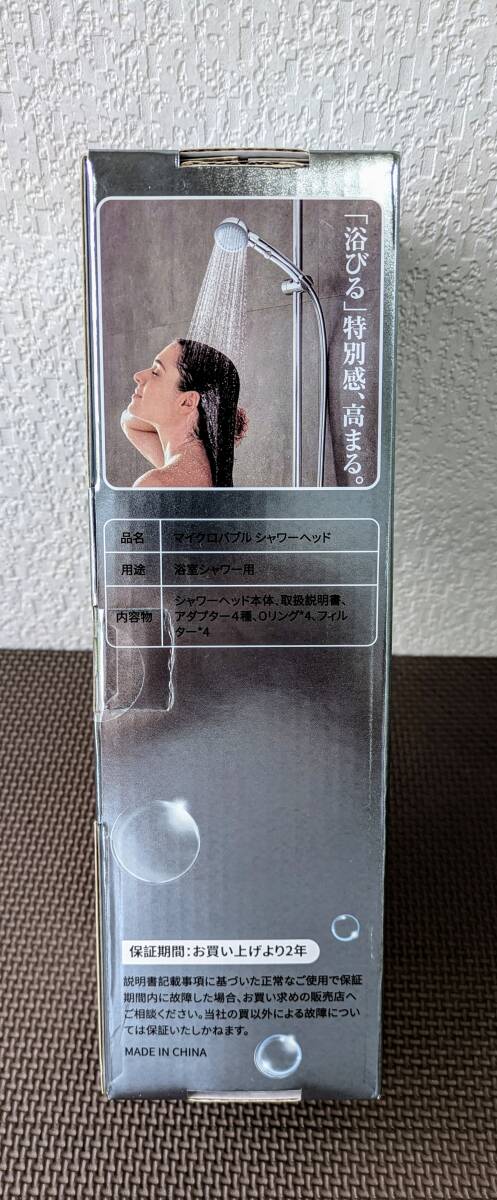 「浴びる」特別感、高まる。
品名 マイクロバブル シャワーヘッド
用途 浴室シャワー用
内容物 シャワーヘッド本体、取扱説明書、
アダプター4種、Oリング*4、フィル
ター*4
保証期間:お買い上げより2年
説明書記載事項に基づいた正常なご使用で保証
期間内に故障した場合、お買い求めの販売店へ
ご相談ください。当社の買以外による故障につい
ては保証いたしかねます。
MADE IN CHINA